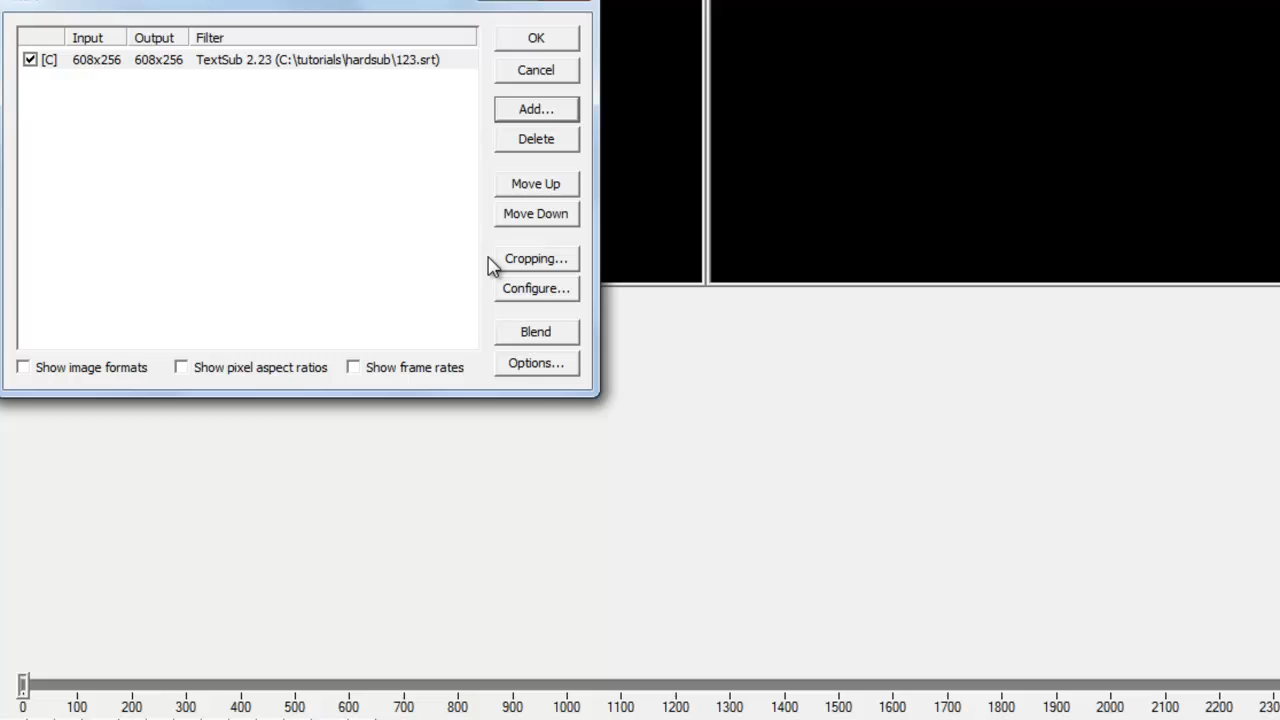 Input Output Filter
[C] 608x256 608x256 TextSub 2.23 (C:\tutorials\hardsub\123.srt)
OK
Cancel
Add...
Delete
Move Up
Move Down
Cropping...
Configure...
Blend
Options...
Show image formats Show pixel aspect ratios Show frame rates
0 100 200 300 400 500 600 700 800 900 1000 1100 1200 1300 1400 1500 1600 1700 1800 1900 2000 2100 2200